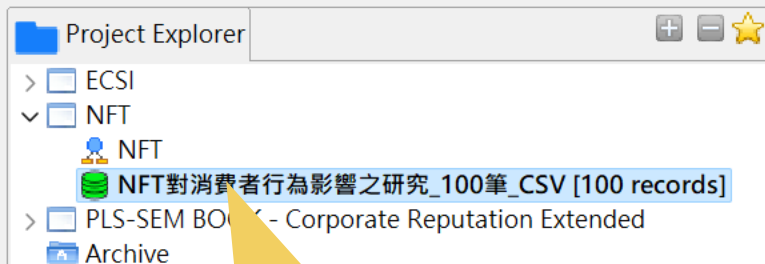 Project Explorer
ECSI
NFT
NFT
NFT對消費者行為影響之研究_100筆_CSV [100 records]
PLS-SEM BOOK - Corporate Reputation Extended
Archive